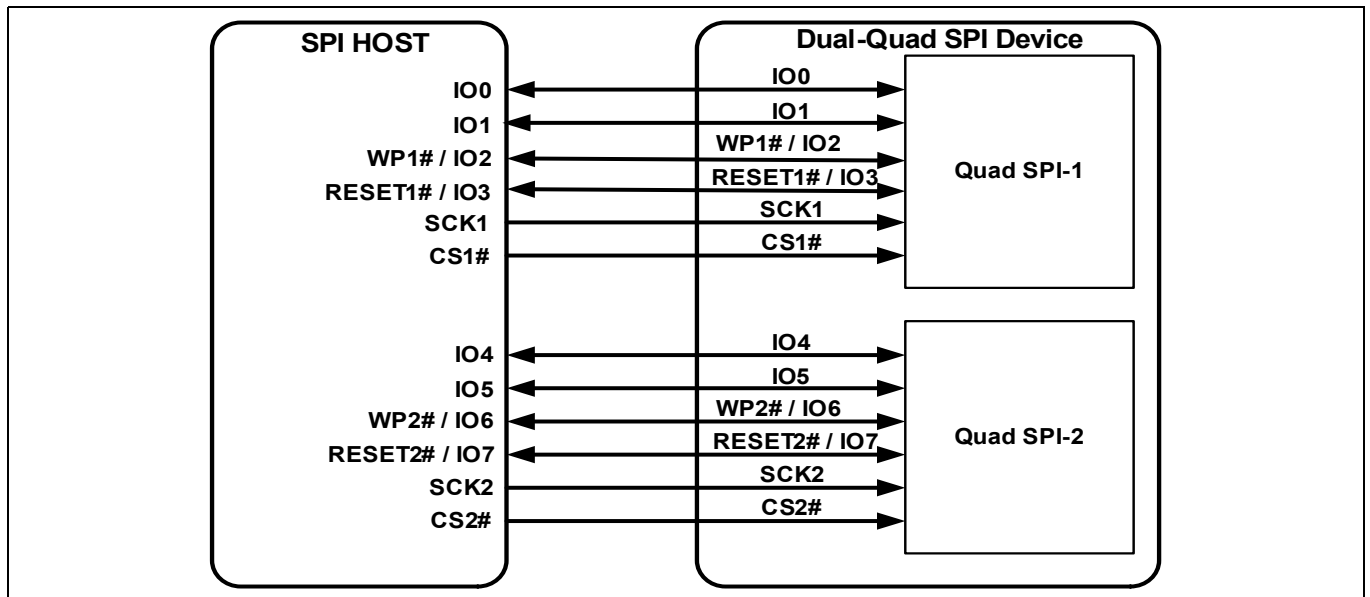 SPI HOST
Dual-Quad SPI Device
IO0
IO0
IO1
IO1
WP1# / IO2
WP1# / IO2
RESET1# / IO3
RESET1# / IO3
SCK1
SCK1
CS1#
CS1#
Quad SPI-1
IO4
IO4
IO5
IO5
WP2# / IO6
WP2# / IO6
RESET2# / IO7
RESET2# / IO7
SCK2
SCK2
CS2#
CS2#
Quad SPI-2